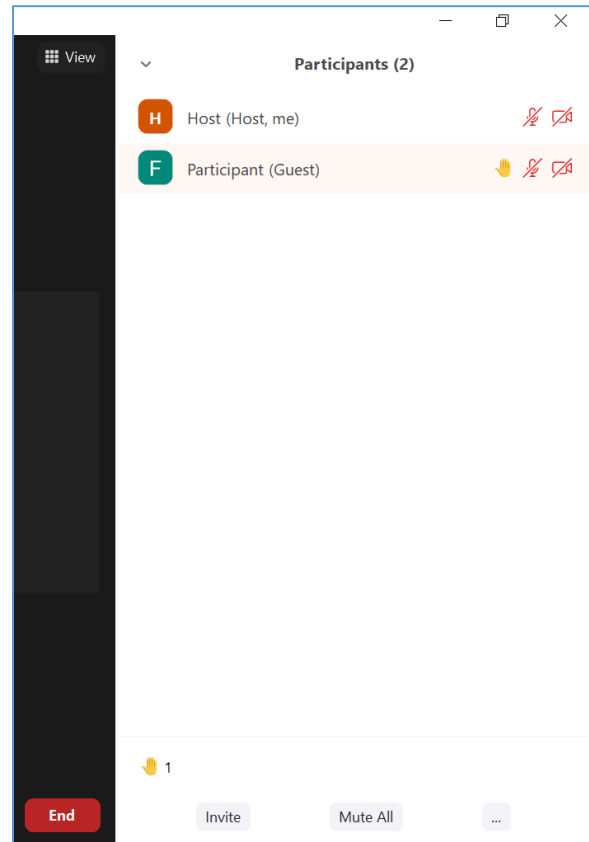 View
Participants (2)
H Host (Host, me)
F Participant (Guest)
1
End
Invite Mute All ...